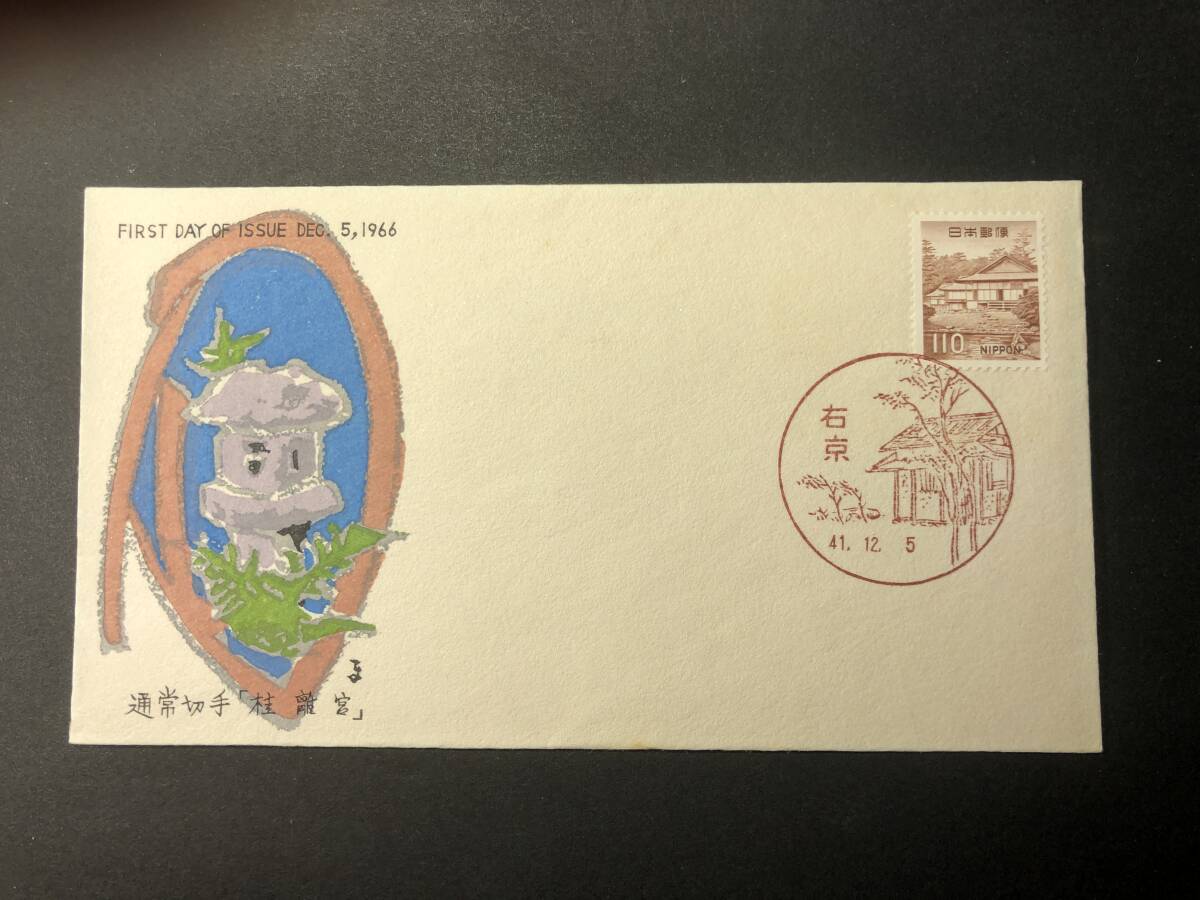 FIRST DAY OF ISSUE DEC. 5, 1966
日本郵便
110 NIPPON
右京
41. 12. 5
通常切手「桂離宮」